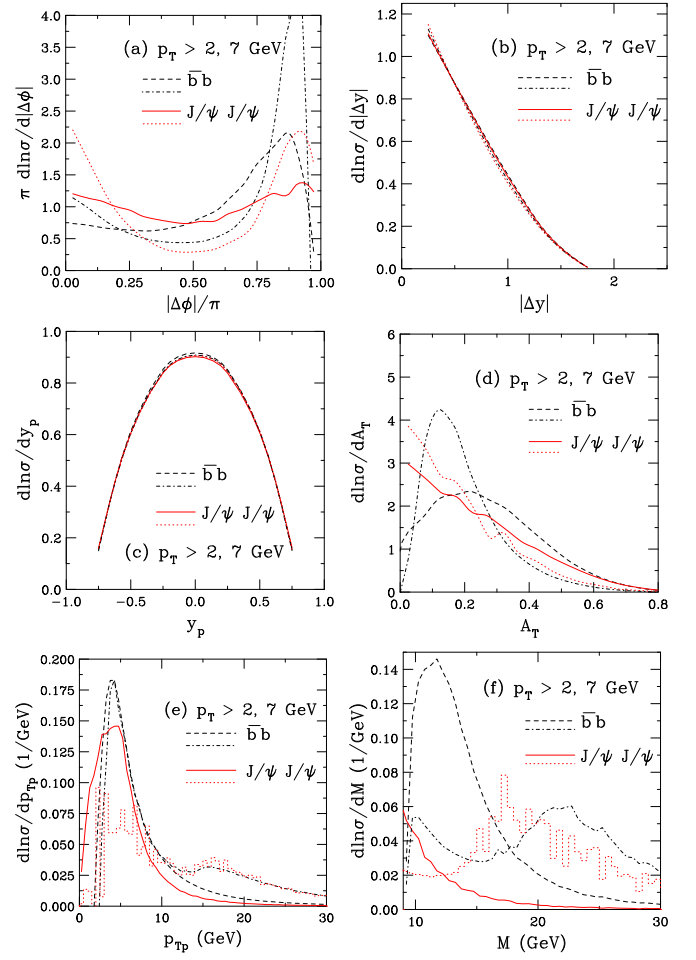 (a) p_T > 2, 7 GeV
b̅b
J/ψ J/ψ
π dlnσ/d|Δϕ|
4.0
3.5
3.0
2.5
2.0
1.5
1.0
0.5
0.0
0.00 0.25 0.50 0.75 1.00
|Δϕ|/π
(b) p_T > 2, 7 GeV
b̅b
J/ψ J/ψ
dlnσ/d|Δy|
1.2
1.0
0.8
0.6
0.4
0.2
0.0
0 1 2
|Δy|
dlnσ/dy_p
1.0
0.8
0.6
0.4
0.2
0.0
b̅b
J/ψ J/ψ
(c) p_T > 2, 7 GeV
−1.0 −0.5 0.0 0.5 1.0
y_p
(d) p_T > 2, 7 GeV
b̅b
J/ψ J/ψ
dlnσ/dA_T
6
5
4
3
2
1
0
0.0 0.2 0.4 0.6 0.8
A_T
(e) p_T > 2, 7 GeV
b̅b
J/ψ J/ψ
dlnσ/dp_Tp (1/GeV)
0.200
0.175
0.150
0.125
0.100
0.075
0.050
0.025
0.000
0 10 20 30
p_Tp (GeV)
(f) p_T > 2, 7 GeV
b̅b
J/ψ J/ψ
dlnσ/dM (1/GeV)
0.14
0.12
0.10
0.08
0.06
0.04
0.02
0.00
10 20 30
M (GeV)